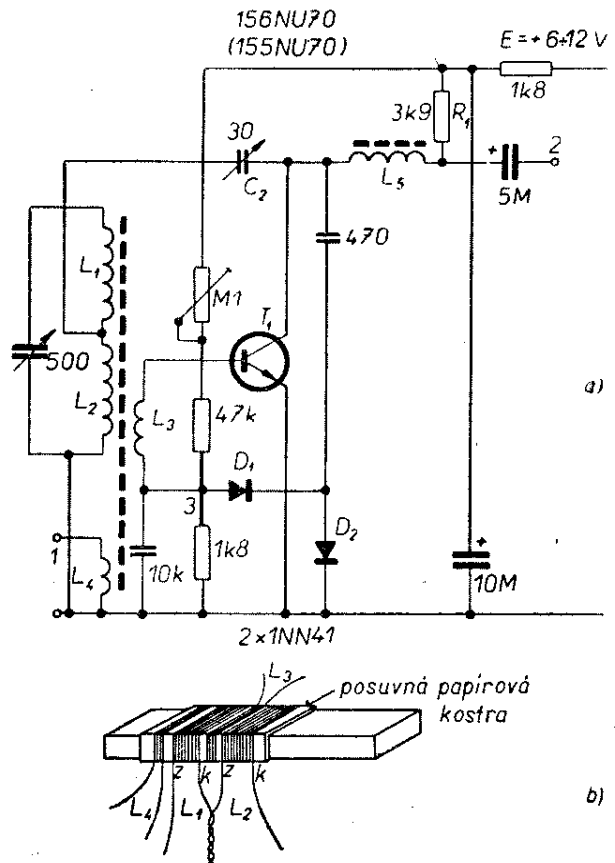 156NU70
(155NU70)
E = + 6÷12 V
1k8
3k9
R1
30
C2
L5
+
5M
2
470
L1
M1
T1
500
L2
L3
47k
a)
D1
3
D2
1
L4
10k
1k8
+
10M
2×1NN41
L3
posuvná papírová
kostra
z
k
z
k
L4
L1
L2
b)